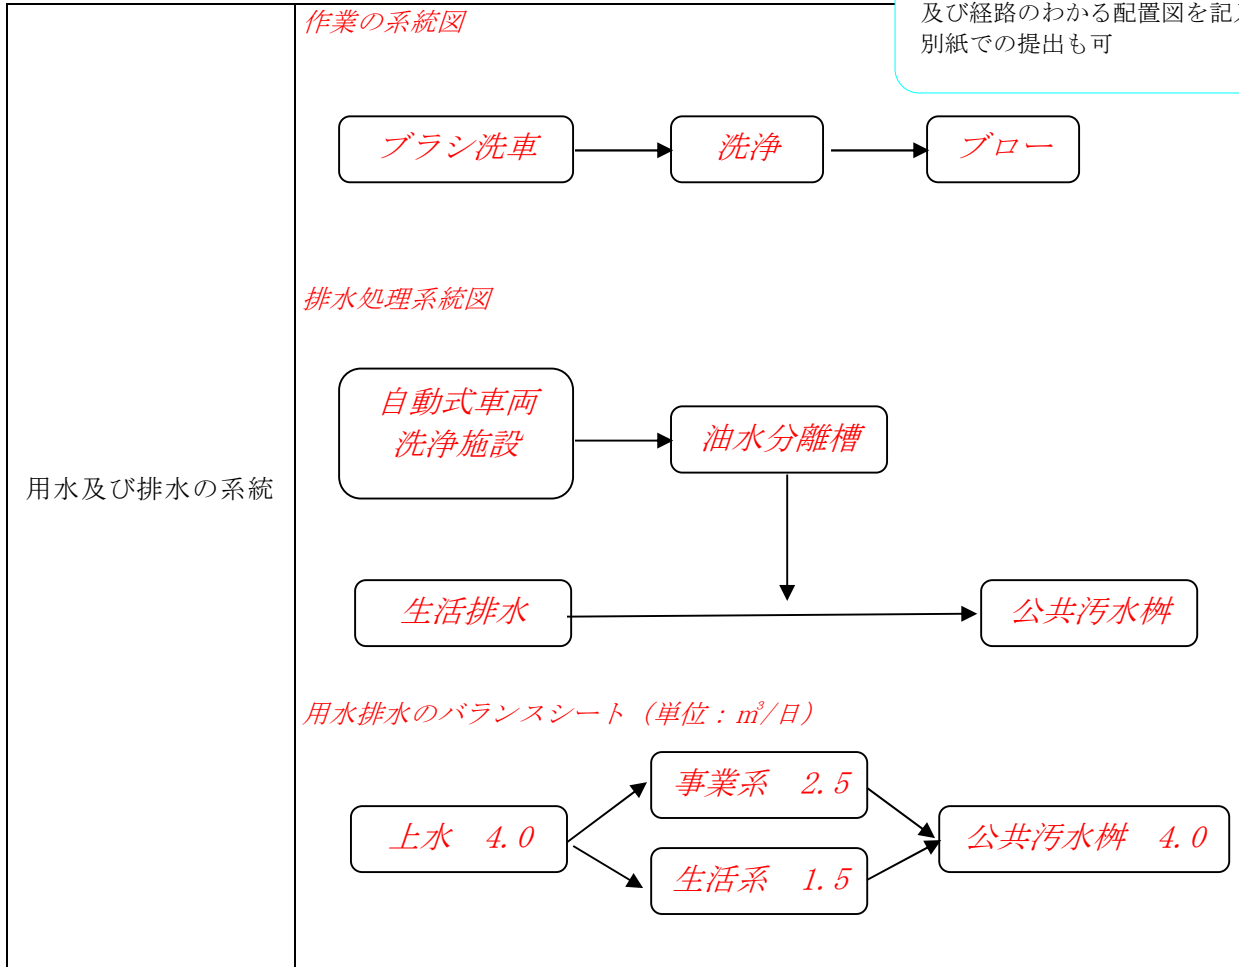 作業の系統図
及び経路のわかる配置図を記
別紙での提出も可
ブラシ洗車
洗浄
ブロー
排水処理系統図
自動式車両
洗浄施設
油水分離槽
用水及び排水の系統
生活排水
公共汚水桝
用水排水のバランスシート（単位：㎥/日）
事業系　2.5
上水　4.0
公共汚水桝　4.0
生活系　1.5